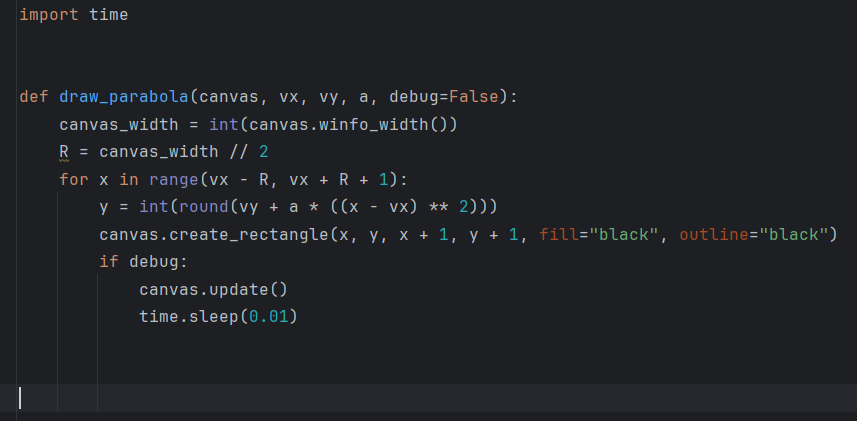 import time
def draw_parabola(canvas, vx, vy, a, debug=False):
    canvas_width = int(canvas.winfo_width())
    R = canvas_width // 2
    for x in range(vx - R, vx + R + 1):
        y = int(round(vy + a * ((x - vx) ** 2)))
        canvas.create_rectangle(x, y, x + 1, y + 1, fill="black", outline="black")
        if debug:
            canvas.update()
            time.sleep(0.01)